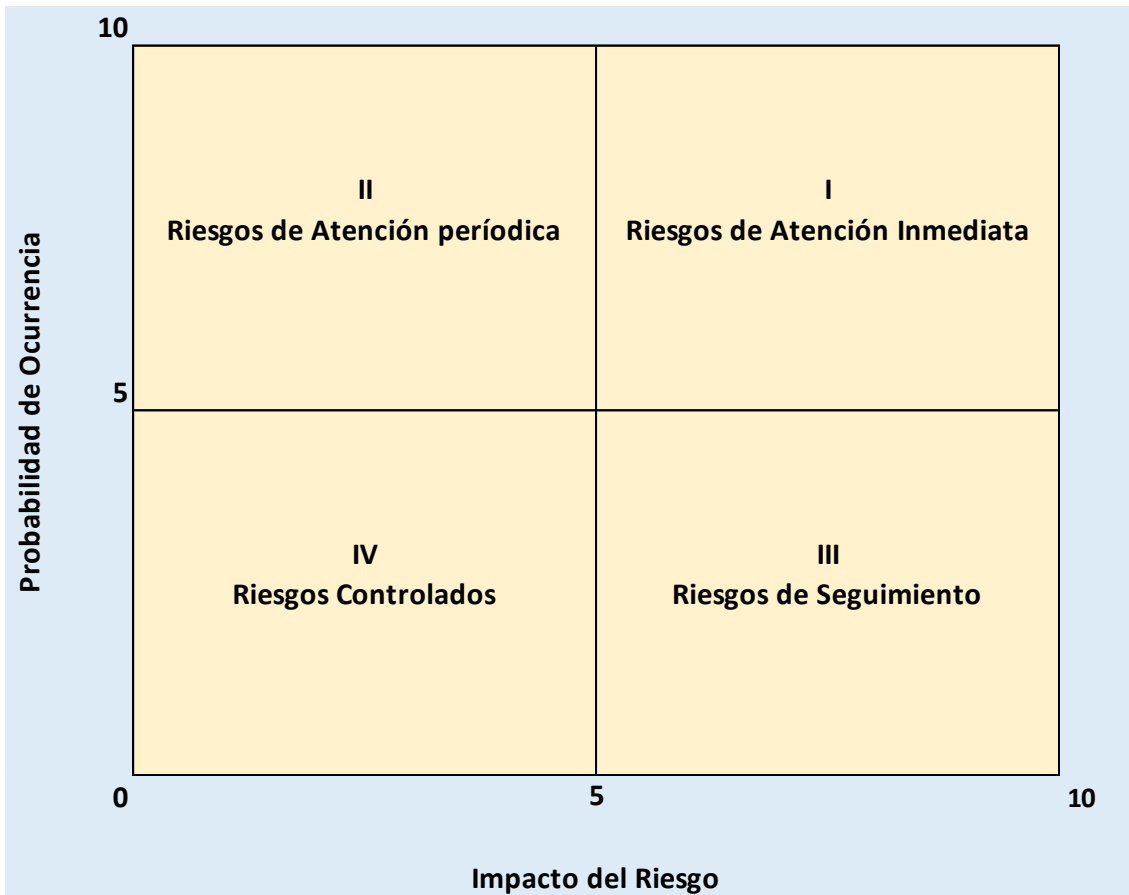 10
II
Riesgos de Atención períodica
I
Riesgos de Atención Inmediata
Probabilidad de Ocurrencia
5
IV
Riesgos Controlados
III
Riesgos de Seguimiento
0
5
10
Impacto del Riesgo